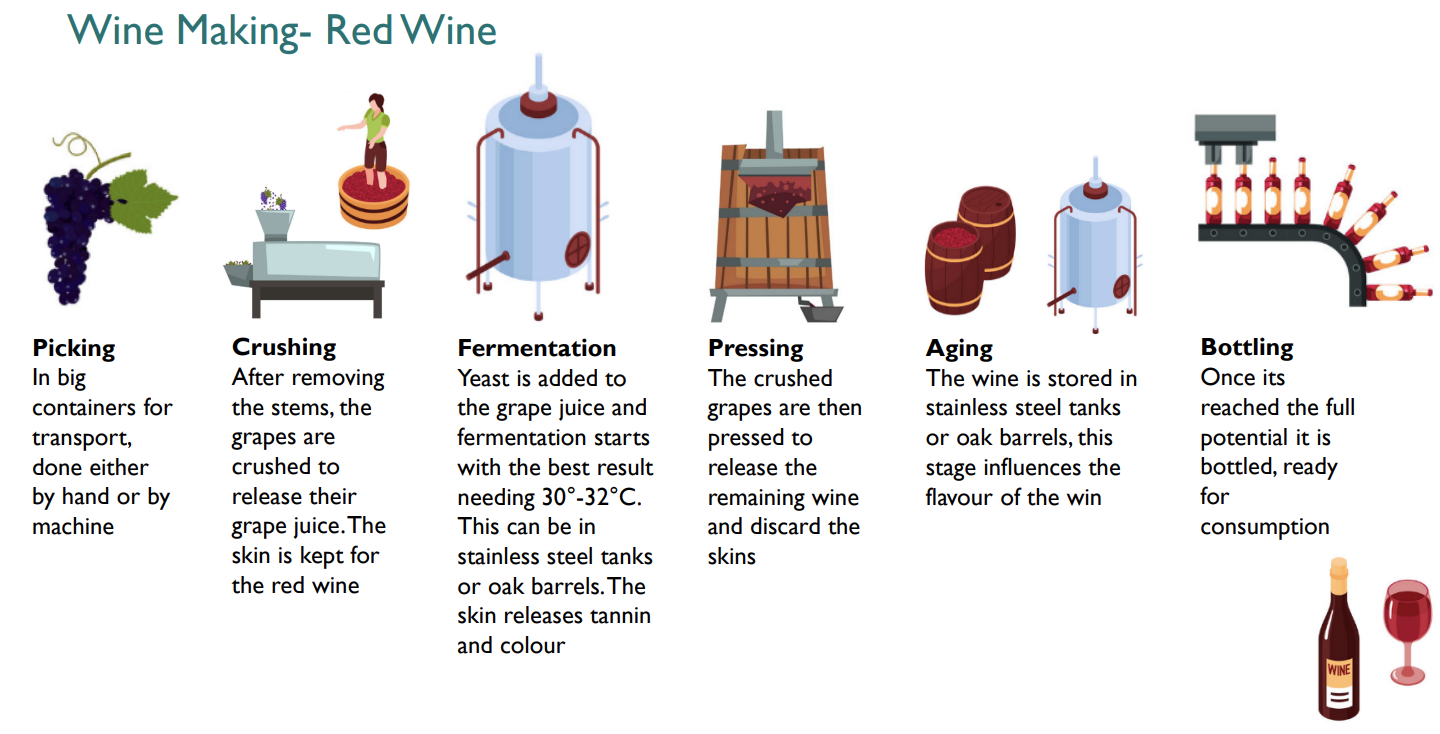 Wine Making- Red Wine
Picking
In big
containers for
transport,
done either
by hand or by
machine
Crushing
After removing
the stems, the
grapes are
crushed to
release their
grape juice. The
skin is kept for
the red wine
Fermentation
Yeast is added to
the grape juice and
fermentation starts
with the best result
needing 30°-32°C.
This can be in
stainless steel tanks
or oak barrels. The
skin releases tannin
and colour
Pressing
The crushed
grapes are then
pressed to
release the
remaining wine
and discard the
skins
Aging
The wine is stored in
stainless steel tanks
or oak barrels, this
stage influences the
flavour of the win
Bottling
Once its
reached the full
potential it is
bottled, ready
for
consumption
WINE